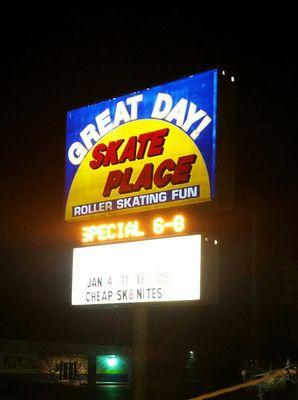 GREAT DAY!
SKATE
PLACE
ROLLER SKATING FUN
SPECIAL 6-8
JAN 4 11 18 25
CHEAP SK8 NITES